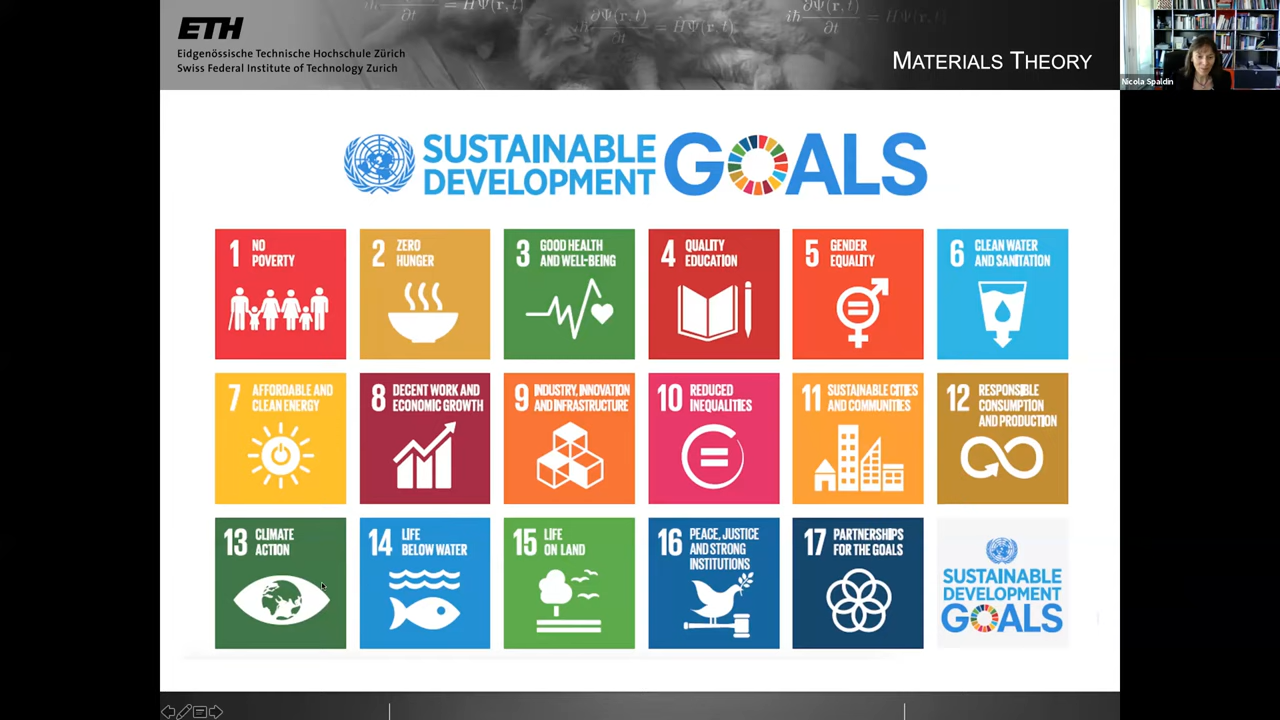 ETH
Eidgenössische Technische Hochschule Zürich
Swiss Federal Institute of Technology Zurich
MATERIALS THEORY
Nicola Spaldin
SUSTAINABLE
DEVELOPMENT
GOALS
1 NO
POVERTY
2 ZERO
HUNGER
3 GOOD HEALTH
AND WELL-BEING
4 QUALITY
EDUCATION
5 GENDER
EQUALITY
6 CLEAN WATER
AND SANITATION
7 AFFORDABLE AND
CLEAN ENERGY
8 DECENT WORK AND
ECONOMIC GROWTH
9 INDUSTRY, INNOVATION
AND INFRASTRUCTURE
10 REDUCED
INEQUALITIES
11 SUSTAINABLE CITIES
AND COMMUNITIES
12 RESPONSIBLE
CONSUMPTION
AND PRODUCTION
13 CLIMATE
ACTION
14 LIFE
BELOW WATER
15 LIFE
ON LAND
16 PEACE, JUSTICE
AND STRONG
INSTITUTIONS
17 PARTNERSHIPS
FOR THE GOALS
SUSTAINABLE
DEVELOPMENT
GOALS